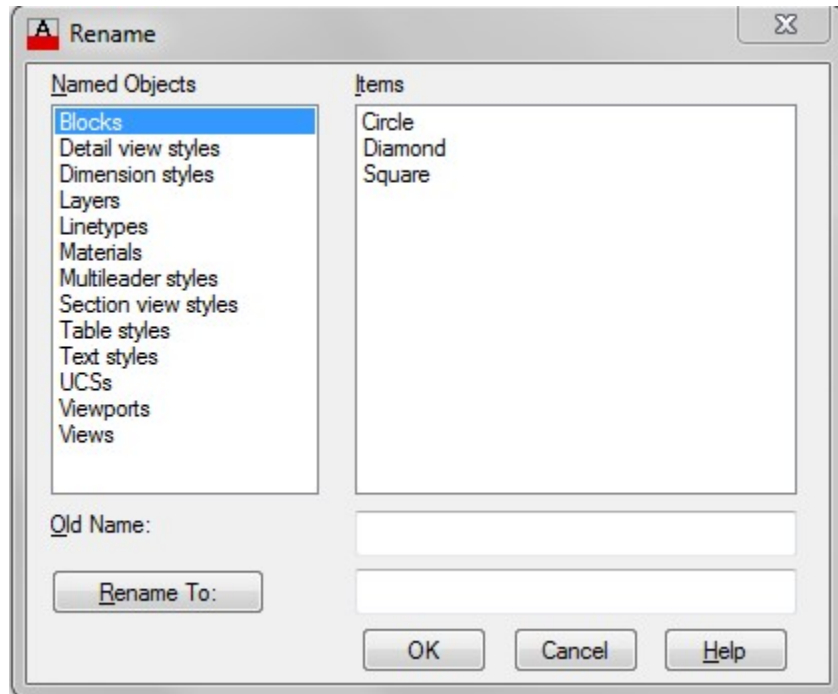 Rename
Named Objects
Blocks
Detail view styles
Dimension styles
Layers
Linetypes
Materials
Multileader styles
Section view styles
Table styles
Text styles
UCSs
Viewports
Views
Items
Circle
Diamond
Square
Old Name:
Rename To:
OK Cancel Help